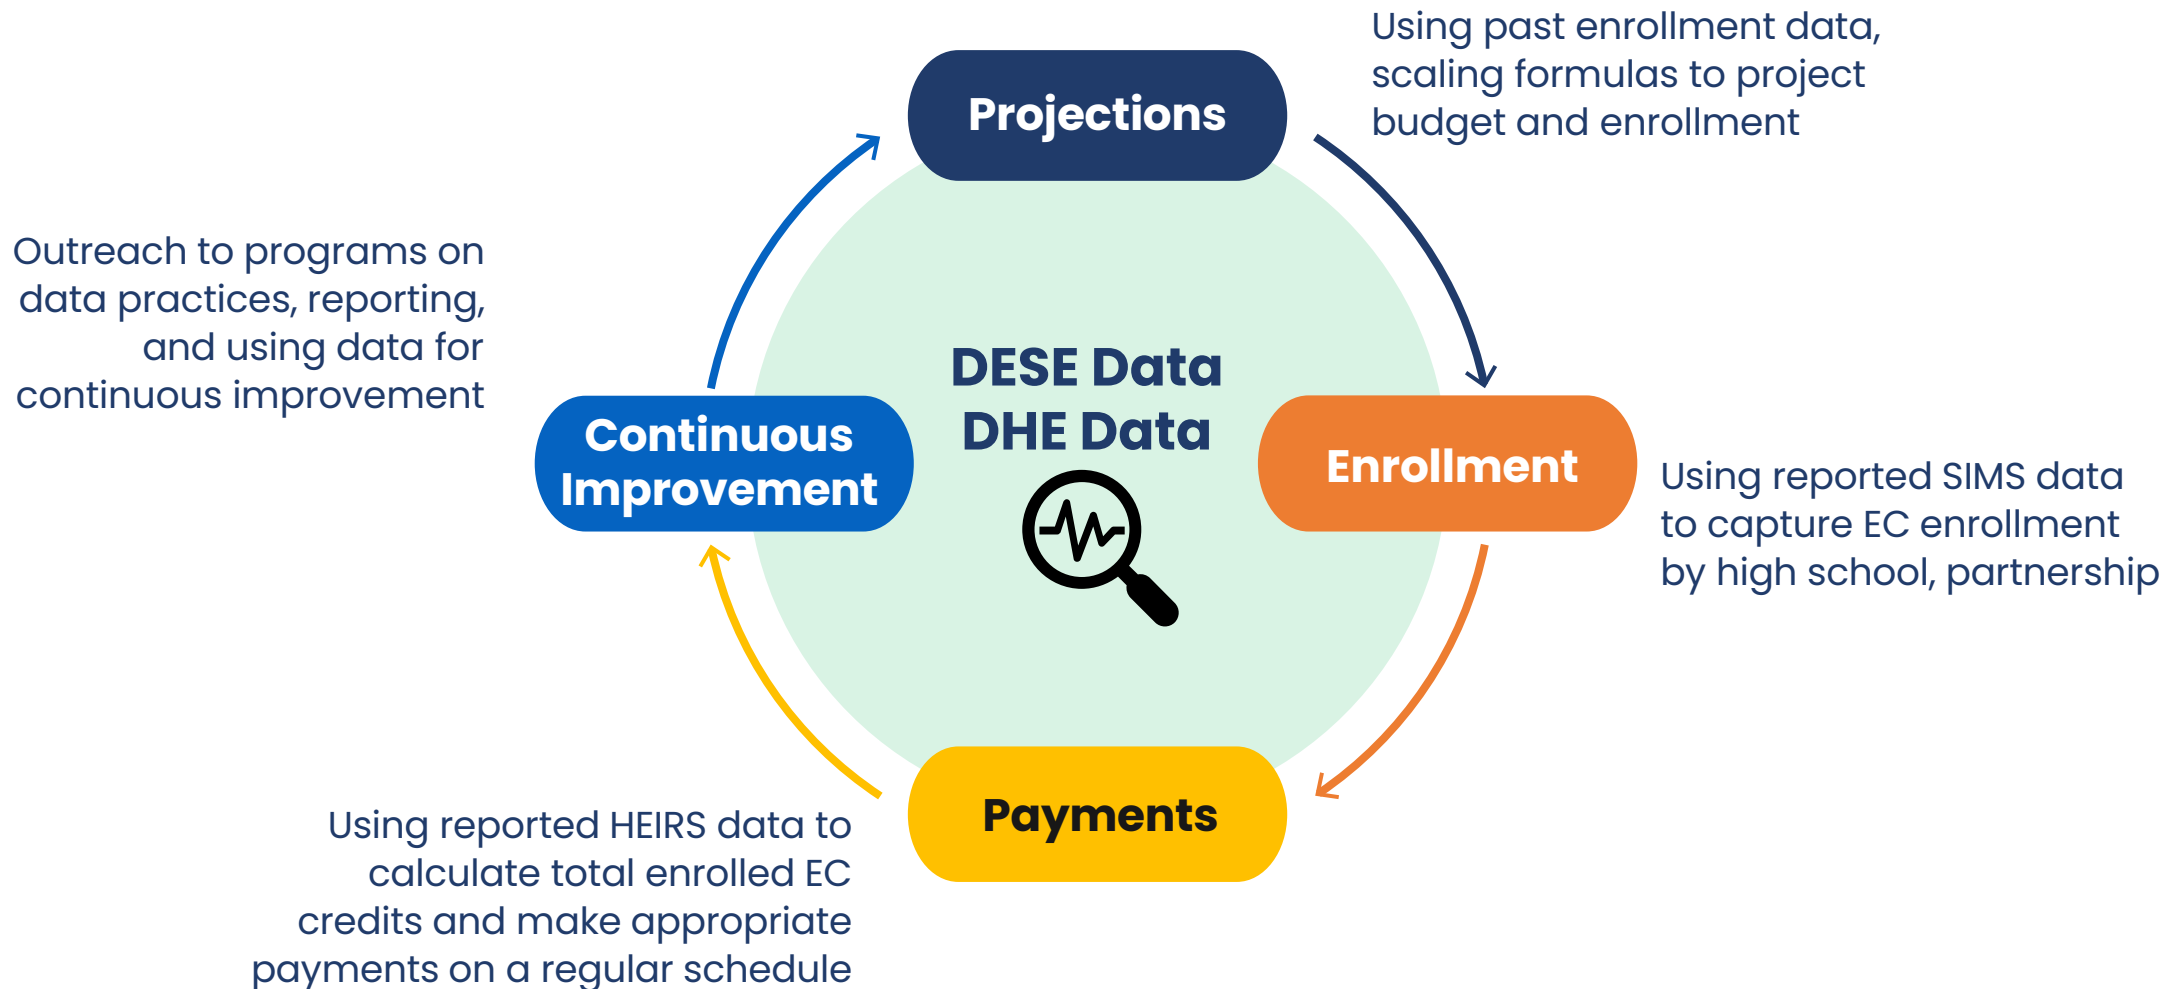 Using past enrollment data,
scaling formulas to project
budget and enrollment
Projections
Outreach to programs on
data practices, reporting,
and using data for
continuous improvement
DESE Data
DHE Data
Continuous
Improvement
Enrollment
Using reported SIMS data
to capture EC enrollment
by high school, partnership
Payments
Using reported HEIRS data to
calculate total enrolled EC
credits and make appropriate
payments on a regular schedule